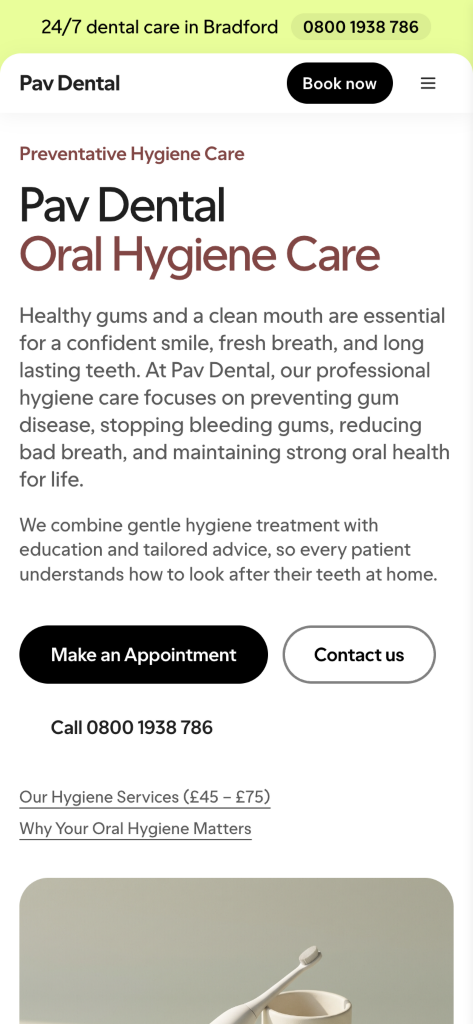 24/7 dental care in Bradford 0800 1938 786
Pav Dental
Book now
Preventative Hygiene Care
Pav Dental
Oral Hygiene Care
Healthy gums and a clean mouth are essential
for a confident smile, fresh breath, and long
lasting teeth. At Pav Dental, our professional
hygiene care focuses on preventing gum
disease, stopping bleeding gums, reducing
bad breath, and maintaining strong oral health
for life.
We combine gentle hygiene treatment with
education and tailored advice, so every patient
understands how to look after their teeth at home.
Make an Appointment
Contact us
Call 0800 1938 786
Our Hygiene Services (£45 – £75)
Why Your Oral Hygiene Matters